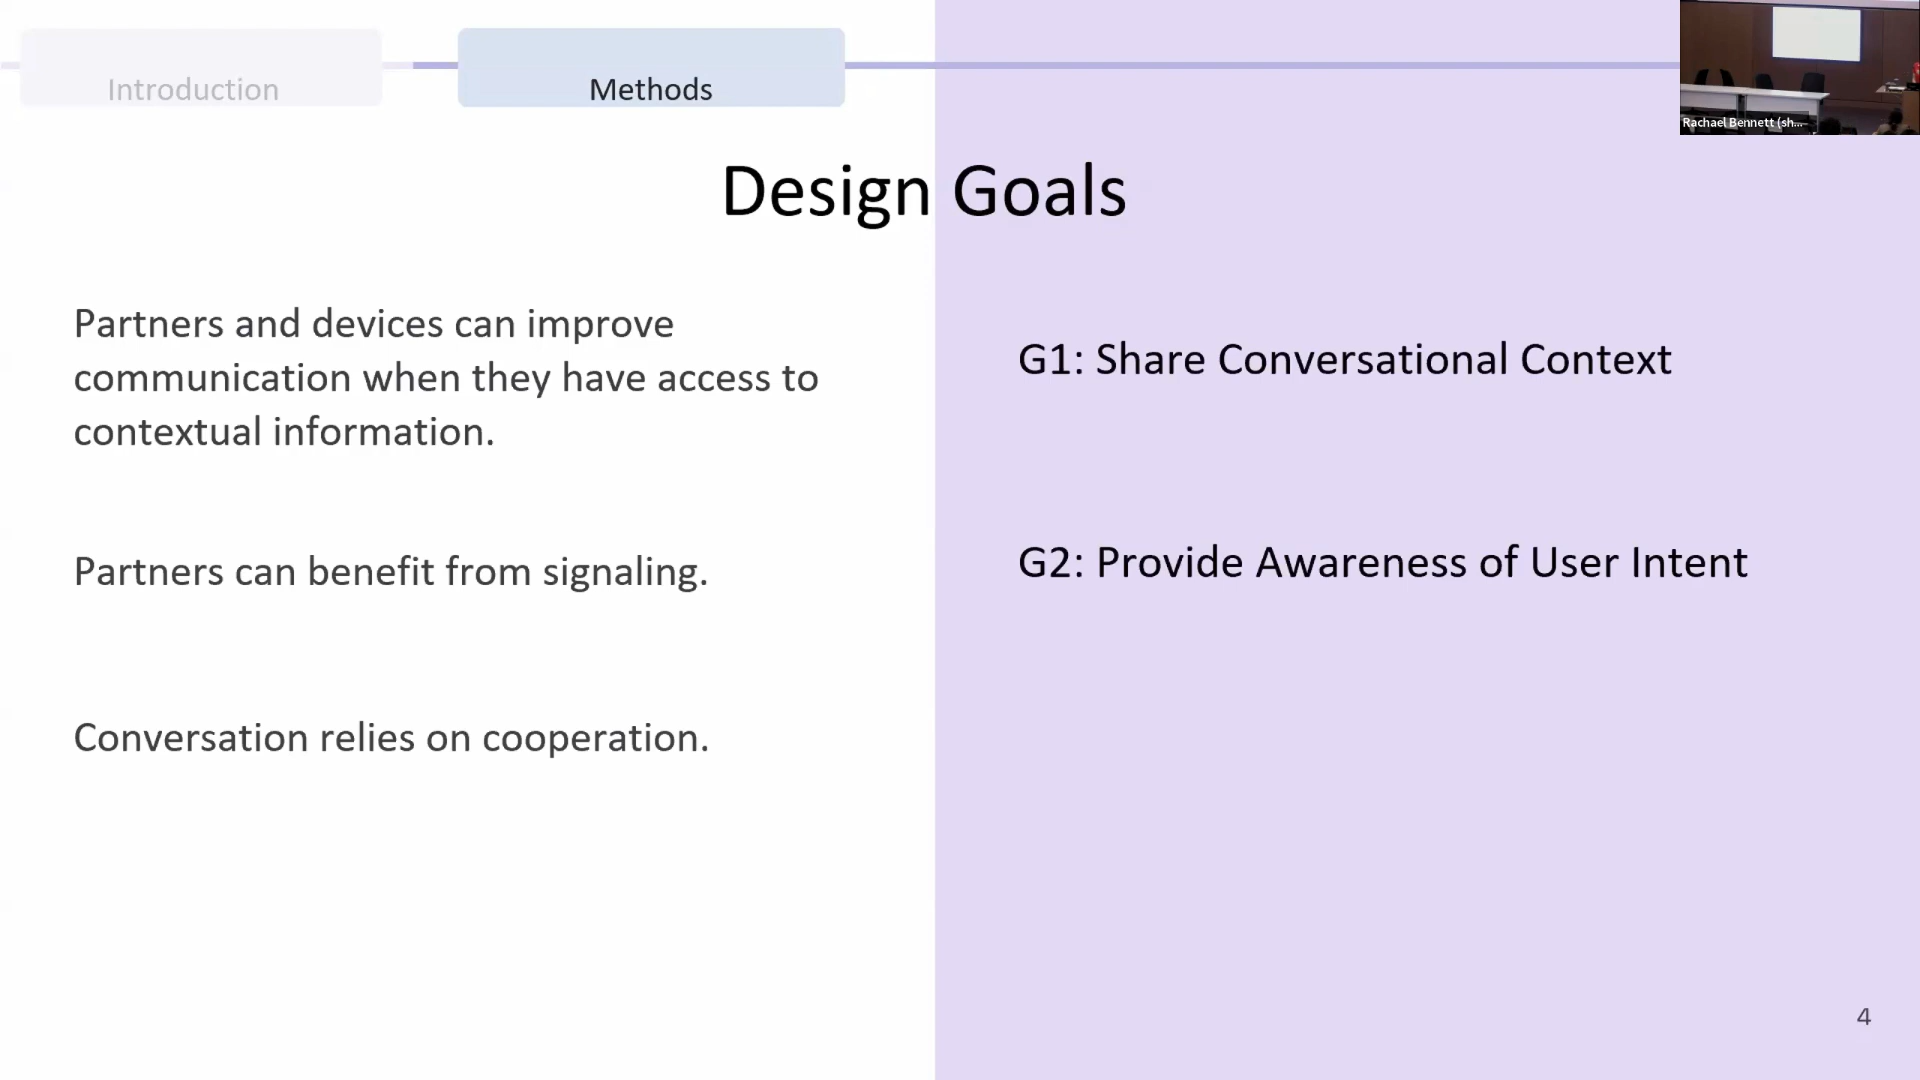 Introduction
Methods
Rachael Bennett (sh...
Design Goals
Partners and devices can improve
communication when they have access to
contextual information.
G1: Share Conversational Context
Partners can benefit from signaling.
G2: Provide Awareness of User Intent
Conversation relies on cooperation.
4